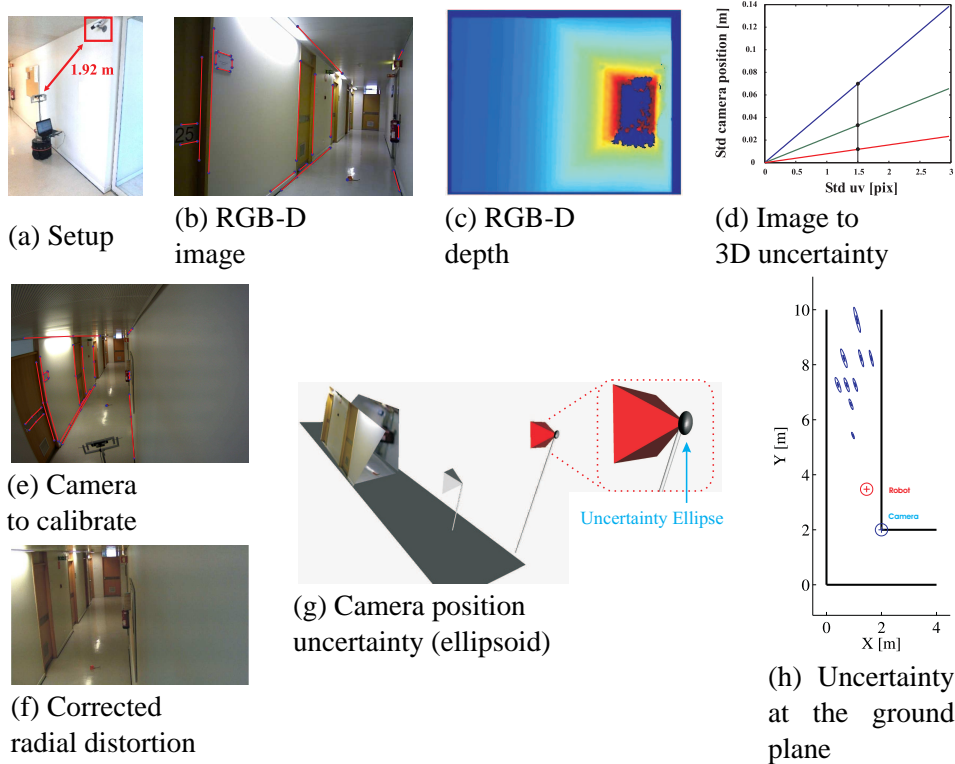 1.92 m
25
(a) Setup
(b) RGB-D
image
(c) RGB-D
depth
Std camera position [m]
0.14
0.12
0.1
0.08
0.06
0.04
0.02
0
0 0.5 1 1.5 2 2.5 3
Std uv [pix]
(d) Image to
3D uncertainty
(e) Camera
to calibrate
(f) Corrected
radial distortion
Uncertainty Ellipse
(g) Camera position
uncertainty (ellipsoid)
Y [m]
10
8
6
4
2
0
Robot
Camera
0 2 4
X [m]
(h) Uncertainty
at the ground
plane